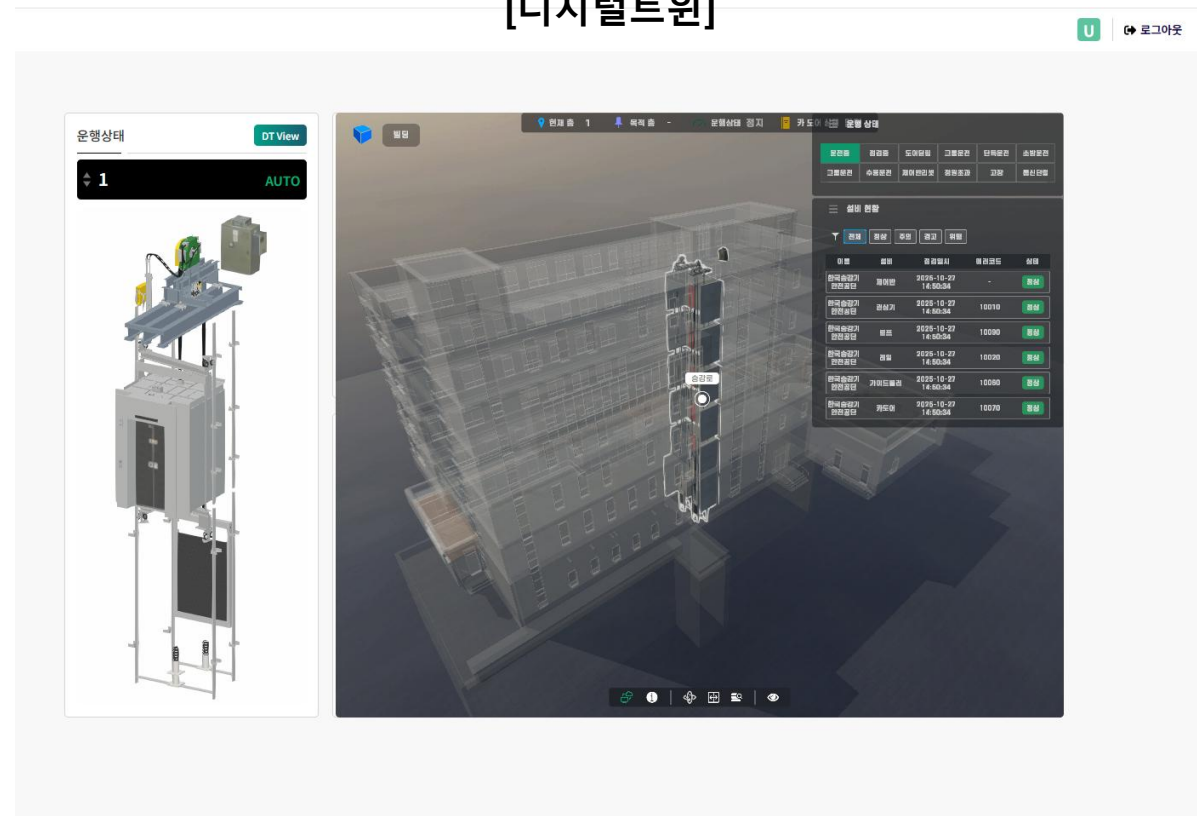 [디지털트윈]
U 로그아웃
운행상태 DT View
1 AUTO
빌딩
현재 층 1 목적 층 - 운행상태 정지 카 도어
운행 상태
운전중 점검중 도어닫힘 그룹운전 단독운전 소방운전
그룹운전 수동운전 제어반리셋 정원초과 고장 통신단절
설비 현황
전체 정상 주의 경고 위험
이름 설비 점검일시 에러코드 상태
한국승강기안전공단 제어반 2025-10-27 14:50:34 - 정상
한국승강기안전공단 권상기 2025-10-27 14:50:34 10010 정상
한국승강기안전공단 로프 2025-10-27 14:50:34 10090 정상
한국승강기안전공단 레일 2025-10-27 14:50:34 10020 정상
한국승강기안전공단 가이드롤러 2025-10-27 14:50:34 10060 정상
한국승강기안전공단 카도어 2025-10-27 14:50:34 10070 정상
승강로